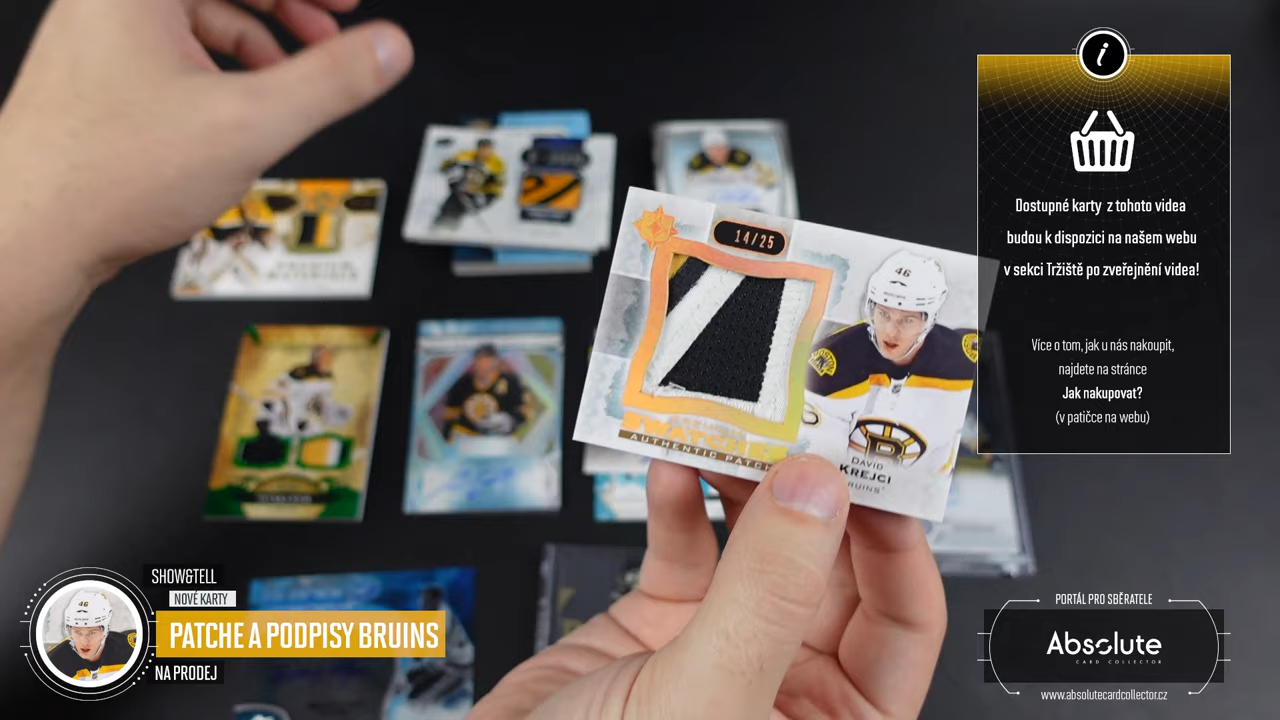 14/25
46
SWATCHES
AUTHENTIC PATCH
DAVID
KREJCI
BRUINS
B
i
Dostupné karty z tohoto videa
budou k dispozici na našem webu
v sekci Tržiště po zveřejnění videa!
Více o tom, jak u nás nakoupit,
najdete na stránce
Jak nakupovat?
(v patičce na webu)
SHOW&TELL
NOVÉ KARTY
PATCHE A PODPISY BRUINS
NA PRODEJ
46
PORTÁL PRO SBĚRATELE
Absolute
CARD COLLECTOR
www.absolutecardcollector.cz